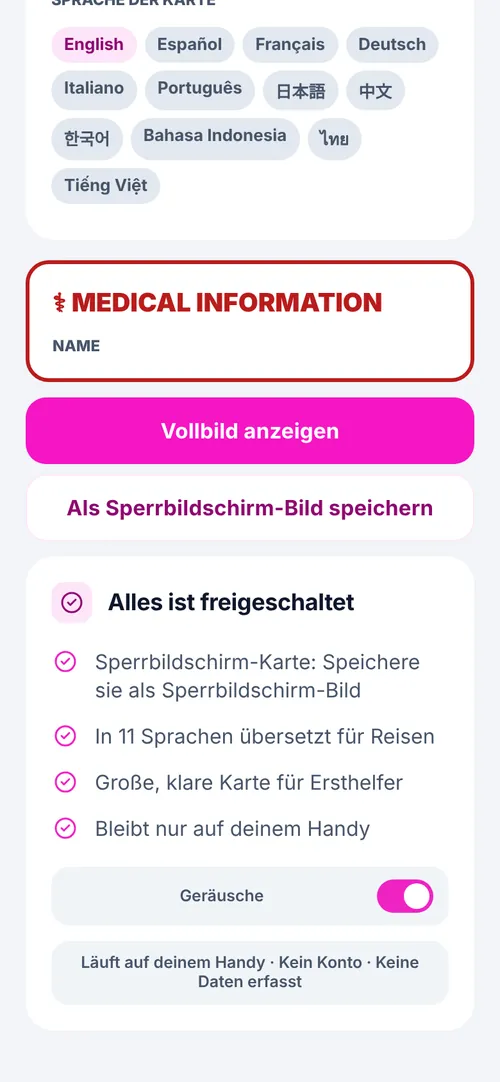 SPRACHE DER KARTE
English Español Français Deutsch
Italiano Português 日本語 中文
한국어 Bahasa Indonesia ไทย
Tiếng Việt
⚕ MEDICAL INFORMATION
NAME
Vollbild anzeigen
Als Sperrbildschirm-Bild speichern
Alles ist freigeschaltet
Sperrbildschirm-Karte: Speichere
sie als Sperrbildschirm-Bild
In 11 Sprachen übersetzt für Reisen
Große, klare Karte für Ersthelfer
Bleibt nur auf deinem Handy
Geräusche
Läuft auf deinem Handy · Kein Konto · Keine
Daten erfasst